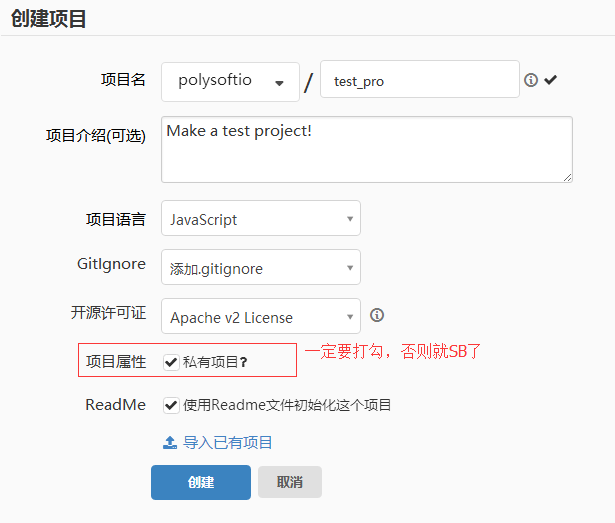 创建项目
项目名 polysoftio / test_pro
项目介绍(可选) Make a test project!
项目语言 JavaScript
GitIgnore 添加.gitignore
开源许可证 Apache v2 License
项目属性 私有项目? 一定要打勾，否则就SB了
ReadMe 使用Readme文件初始化这个项目
导入已有项目
创建 取消